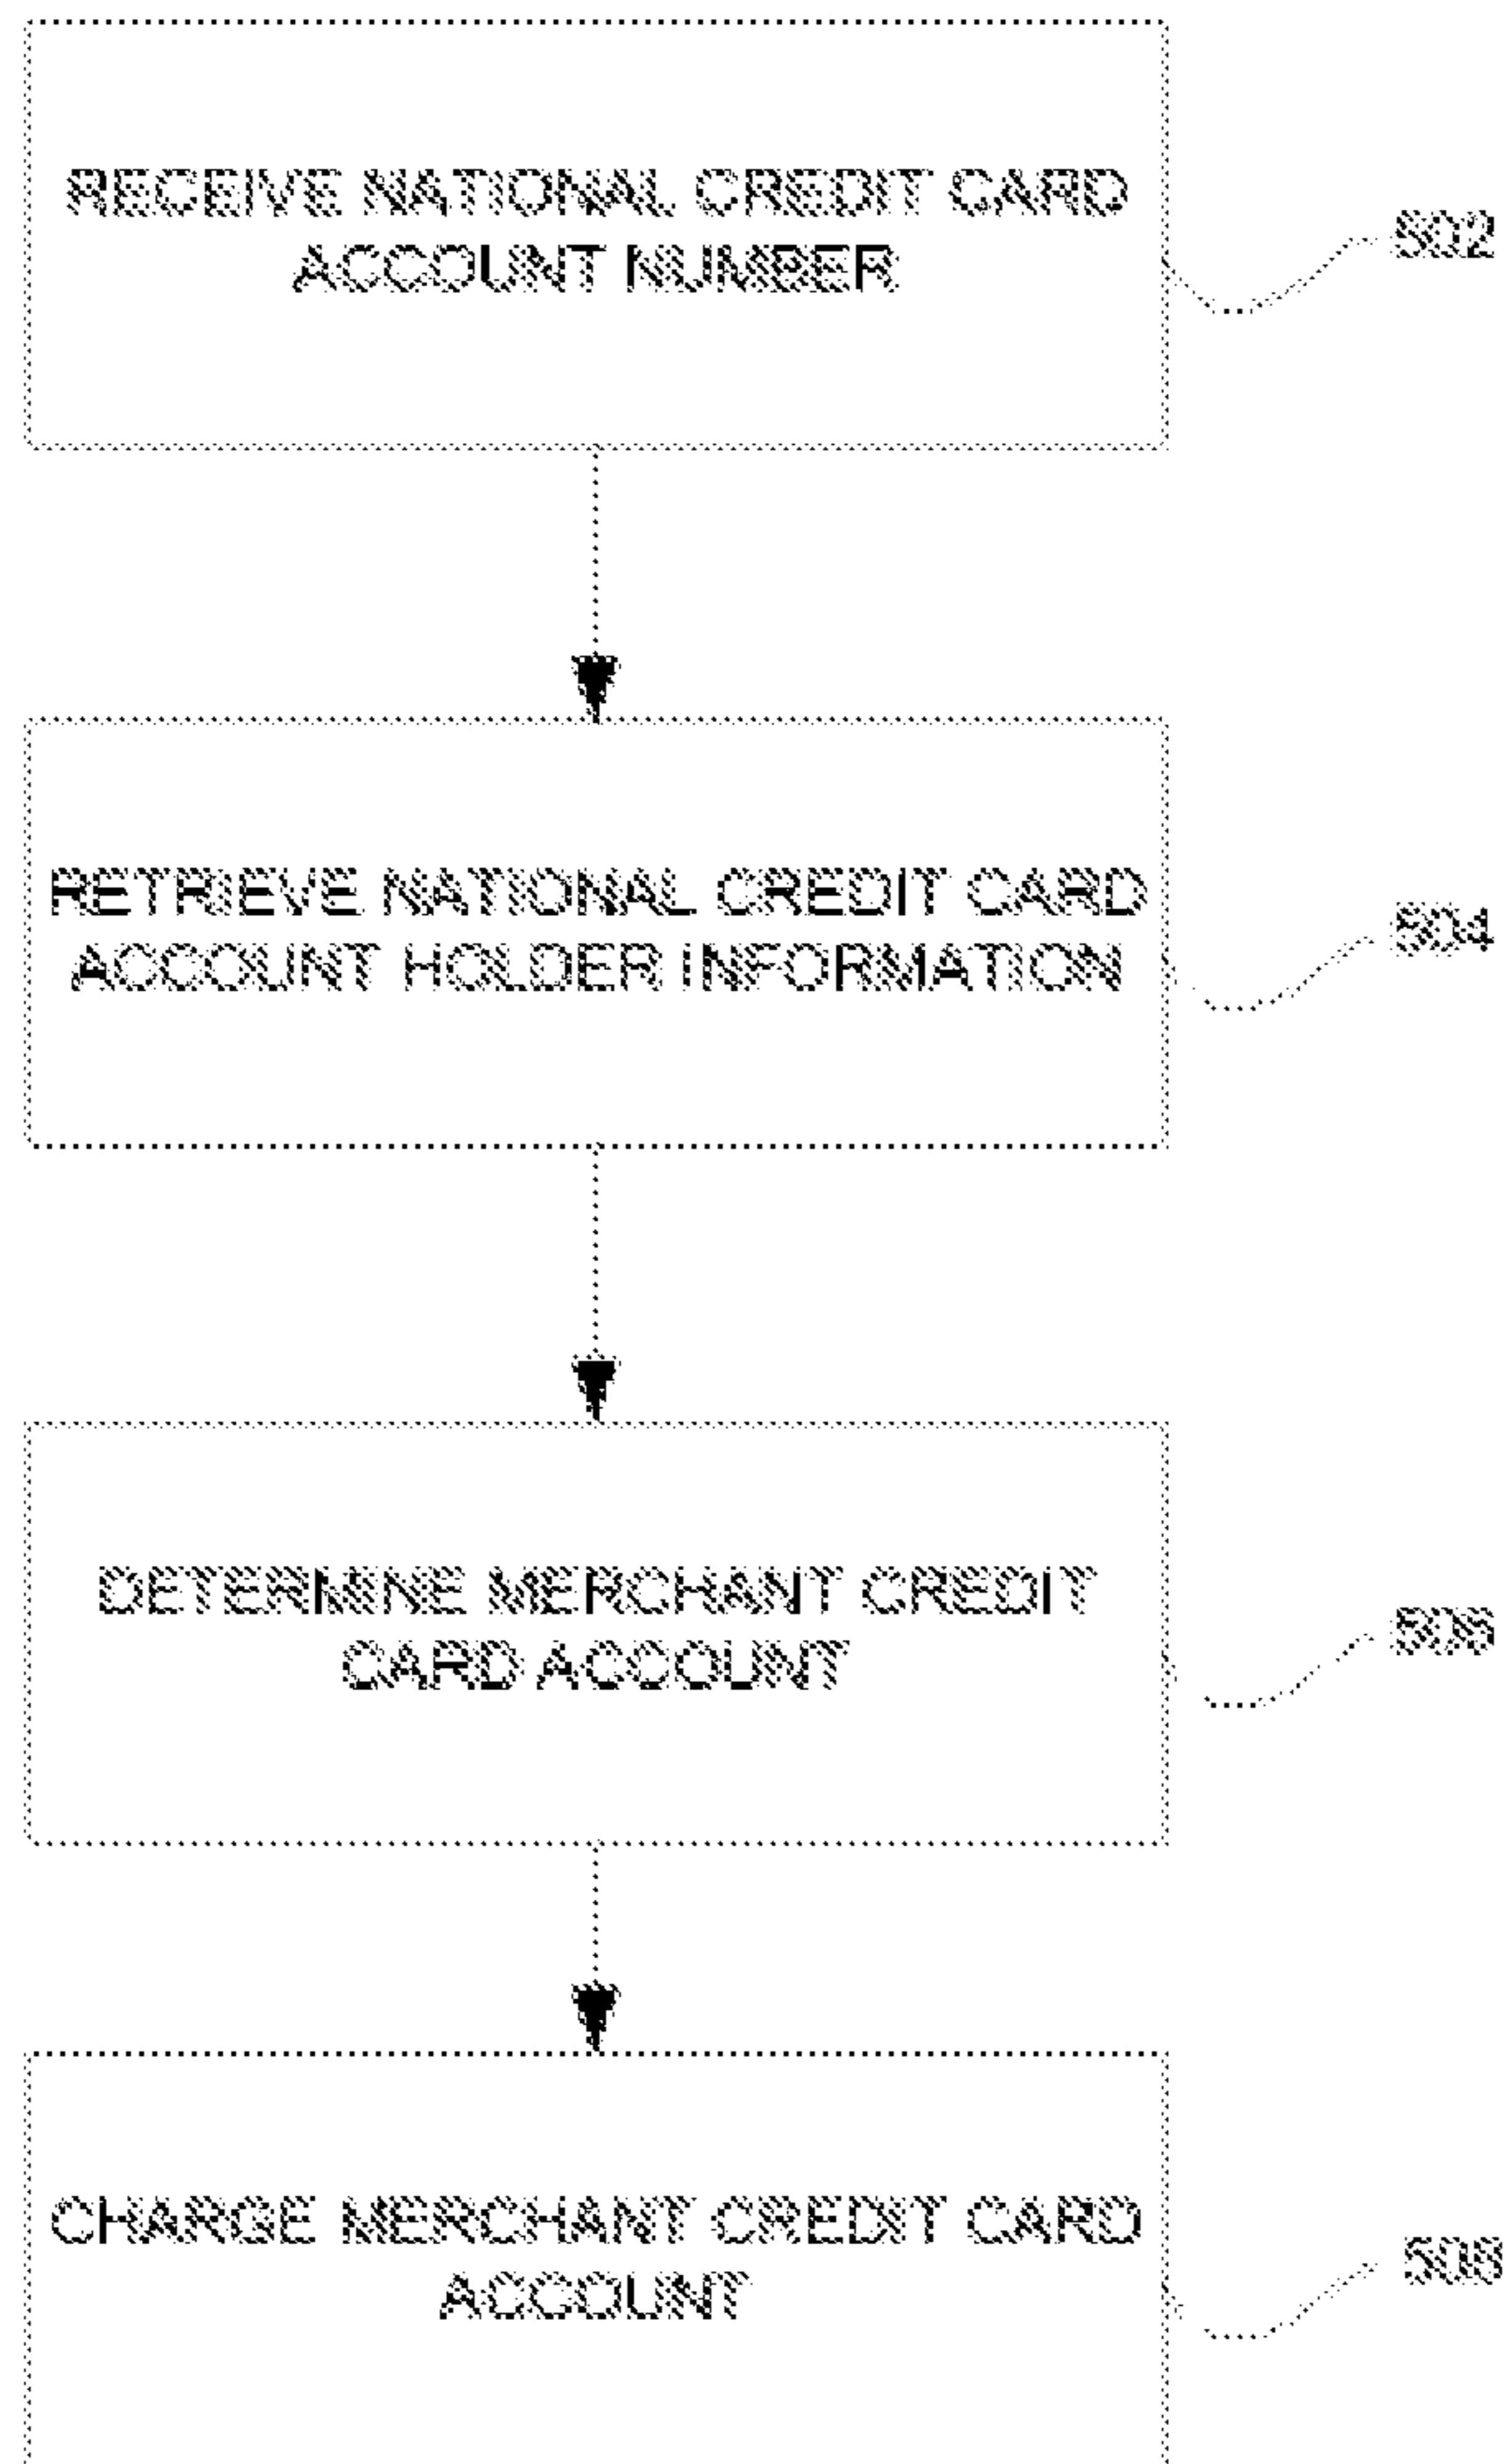 RECEIVE NATIONAL CREDIT CARD
ACCOUNT NUMBER
502
RETRIEVE NATIONAL CREDIT CARD
ACCOUNT HOLDER INFORMATION
504
DETERMINE MERCHANT CREDIT
CARD ACCOUNT
506
CHARGE MERCHANT CREDIT CARD
ACCOUNT
508